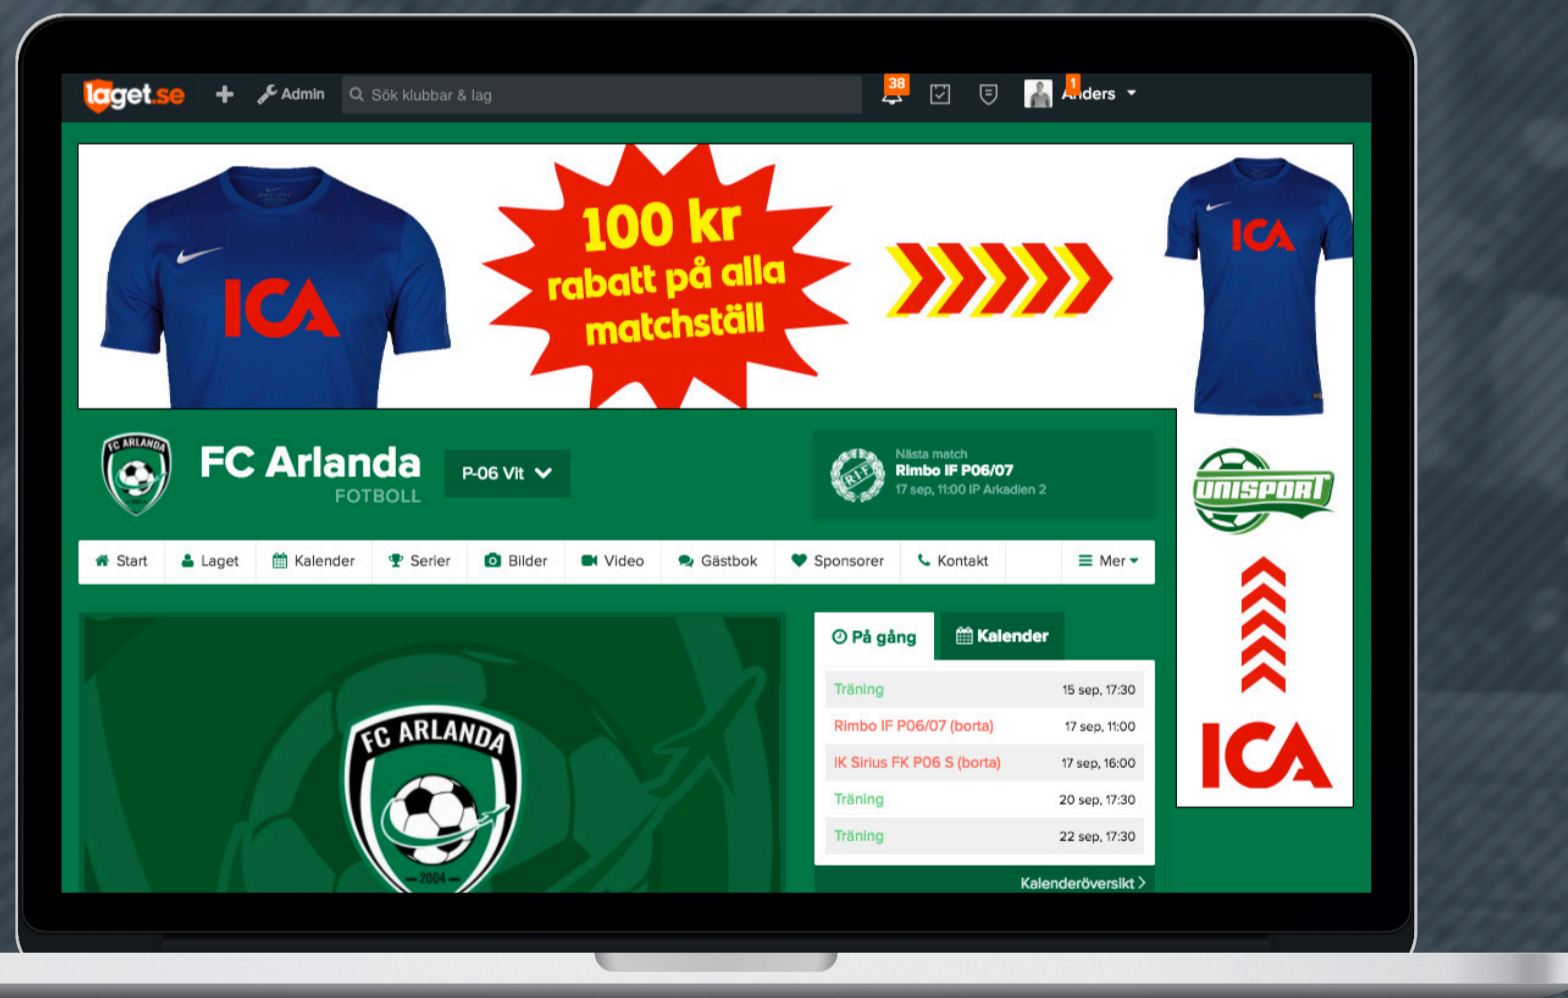 laget.se
Admin
Sök klubbar & lag
38
1
Anders
ICA
100 kr
rabatt på alla
matchställ
ICA
FC ARLANDA
FC Arlanda
FOTBOLL
P-06 Vit
RIF
Nästa match
Rimbo IF P06/07
17 sep, 11:00 IP Arkadien 2
UNISPORT
Start
Laget
Kalender
Serier
Bilder
Video
Gästbok
Sponsorer
Kontakt
Mer
På gång
Kalender
Träning 15 sep, 17:30
Rimbo IF P06/07 (borta) 17 sep, 11:00
IK Sirius FK P06 S (borta) 17 sep, 16:00
Träning 20 sep, 17:30
Träning 22 sep, 17:30
Kalenderöversikt
ICA
FC ARLANDA
2004